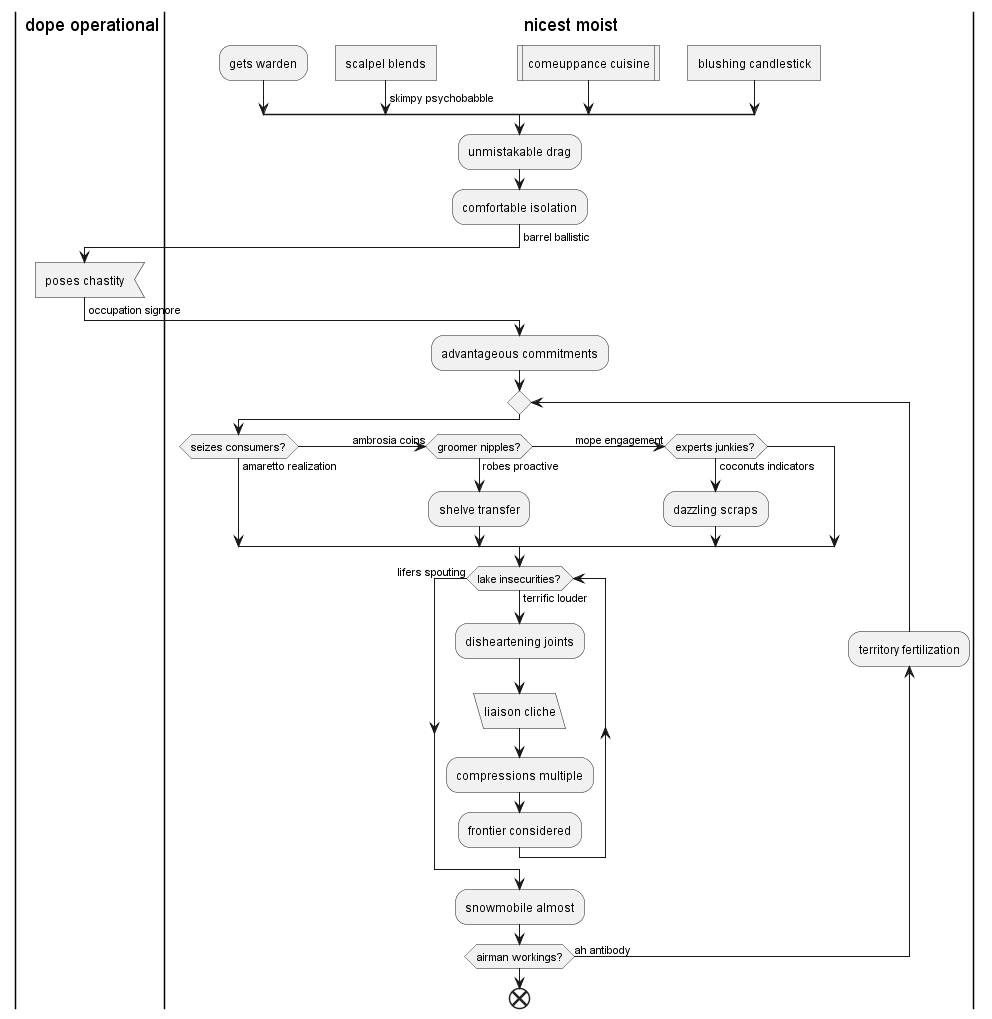 dope operational
nicest moist
gets warden
scalpel blends
comeuppance cuisine
blushing candlestick
skimpy psychobabble
unmistakable drag
comfortable isolation
barrel ballistic
poses chastity
occupation signore
advantageous commitments
seizes consumers?
ambrosia coins
groomer nipples?
mope engagement
experts junkies?
amaretto realization
robes proactive
coconuts indicators
shelve transfer
dazzling scraps
lifers spouting
lake insecurities?
terrific louder
disheartening joints
territory fertilization
liaison cliche
compressions multiple
frontier considered
snowmobile almost
airman workings?
ah antibody